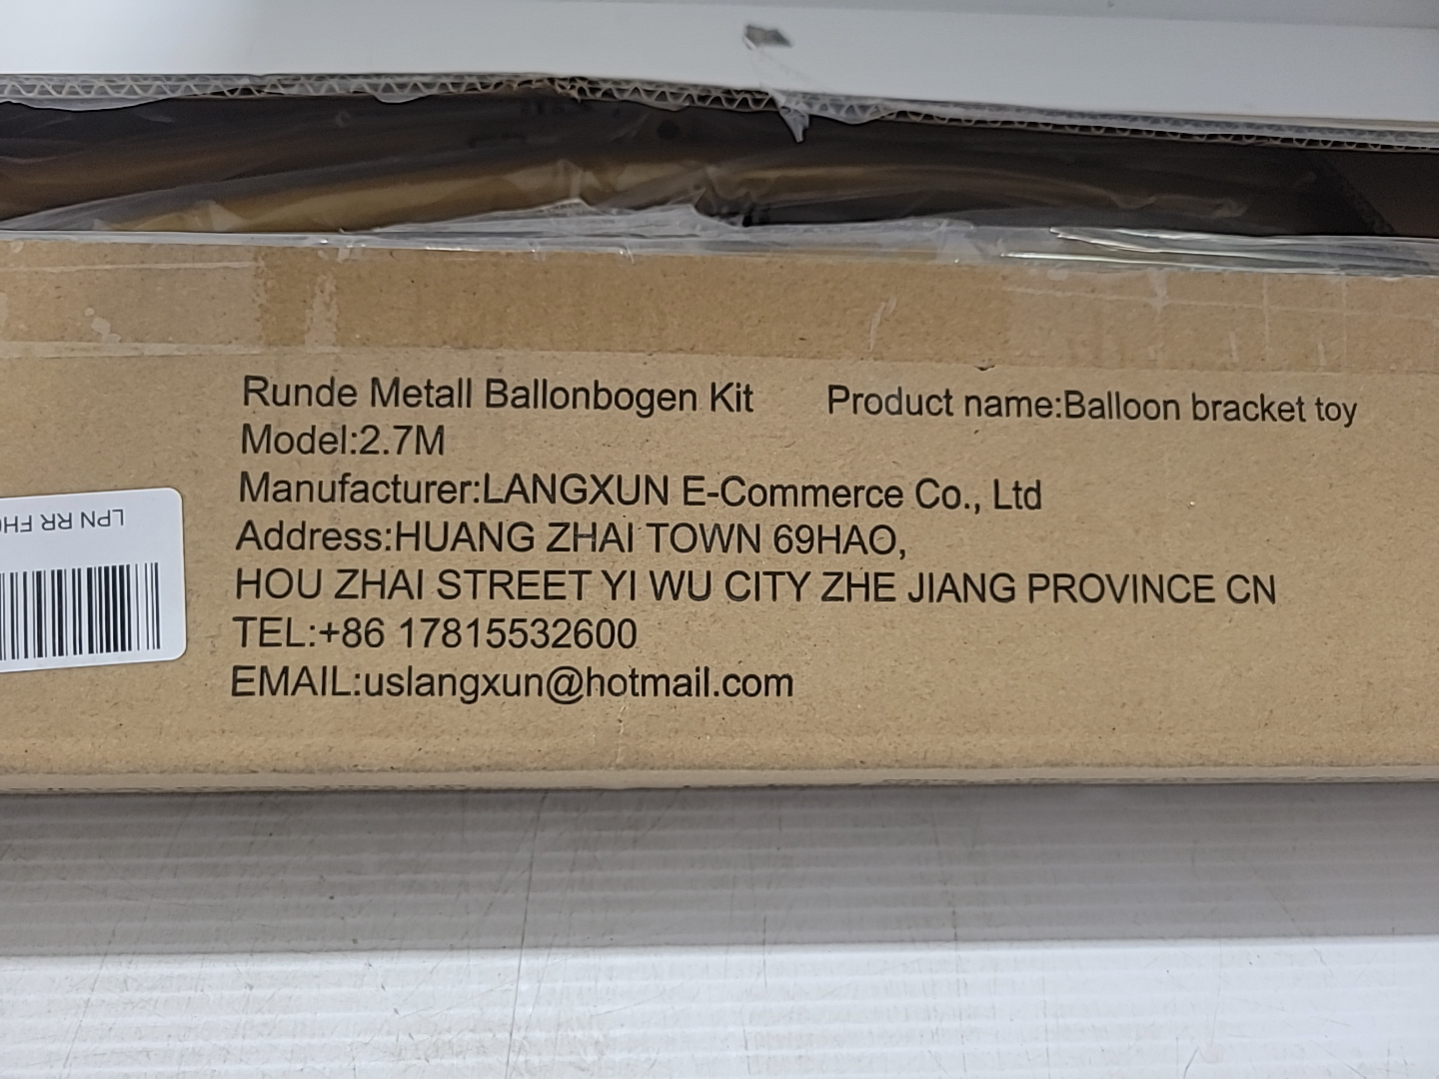 Runde Metall Ballonbogen Kit Product name:Balloon bracket toy
Model:2.7M
Manufacturer:LANGXUN E-Commerce Co., Ltd
Address:HUANG ZHAI TOWN 69HAO,
HOU ZHAI STREET YI WU CITY ZHE JIANG PROVINCE CN
TEL:+86 17815532600
EMAIL:uslangxun@hotmail.com
LPN RR